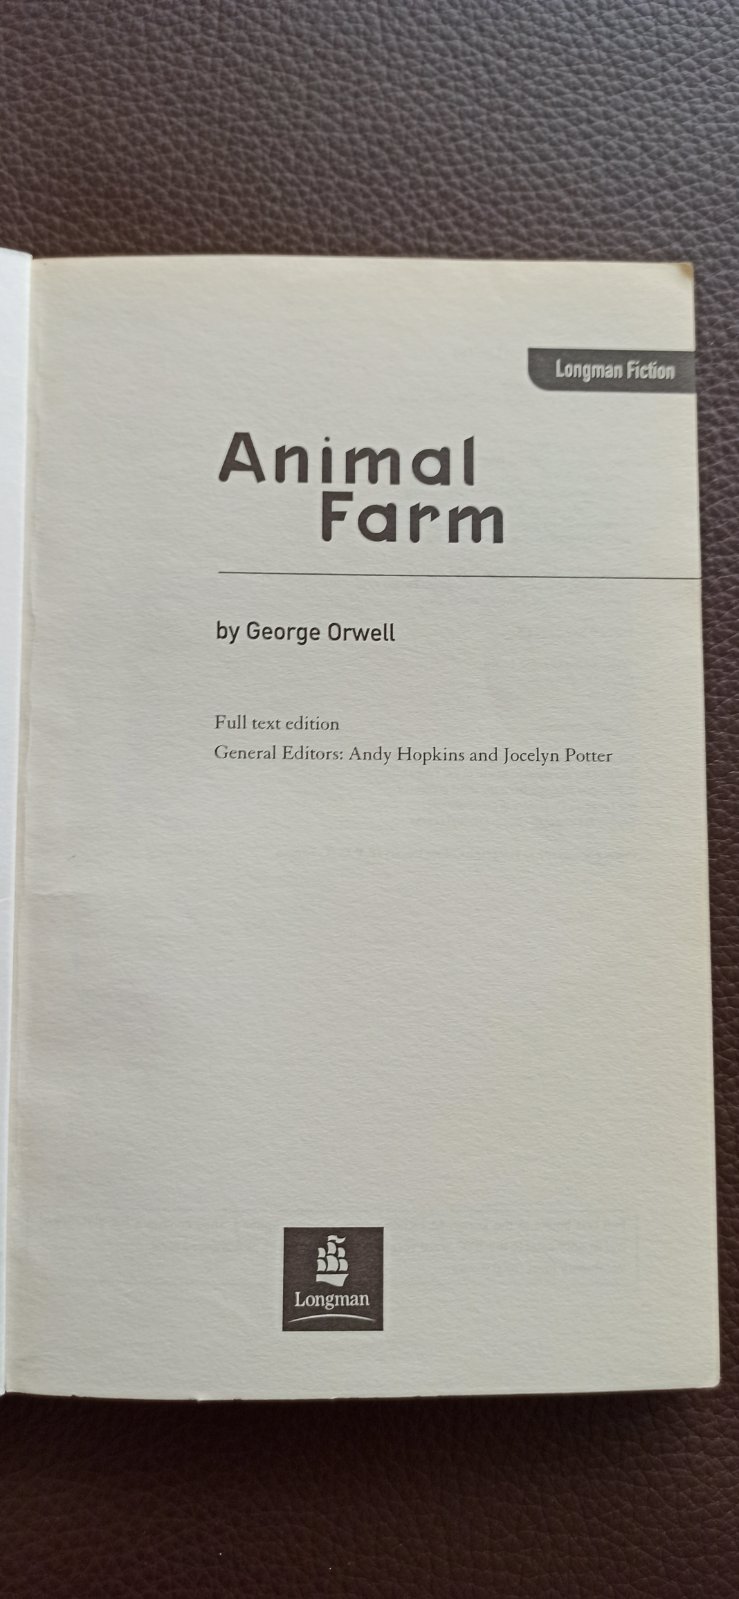 Longman Fiction
Animal
Farm
by George Orwell
Full text edition
General Editors: Andy Hopkins and Jocelyn Potter
Longman